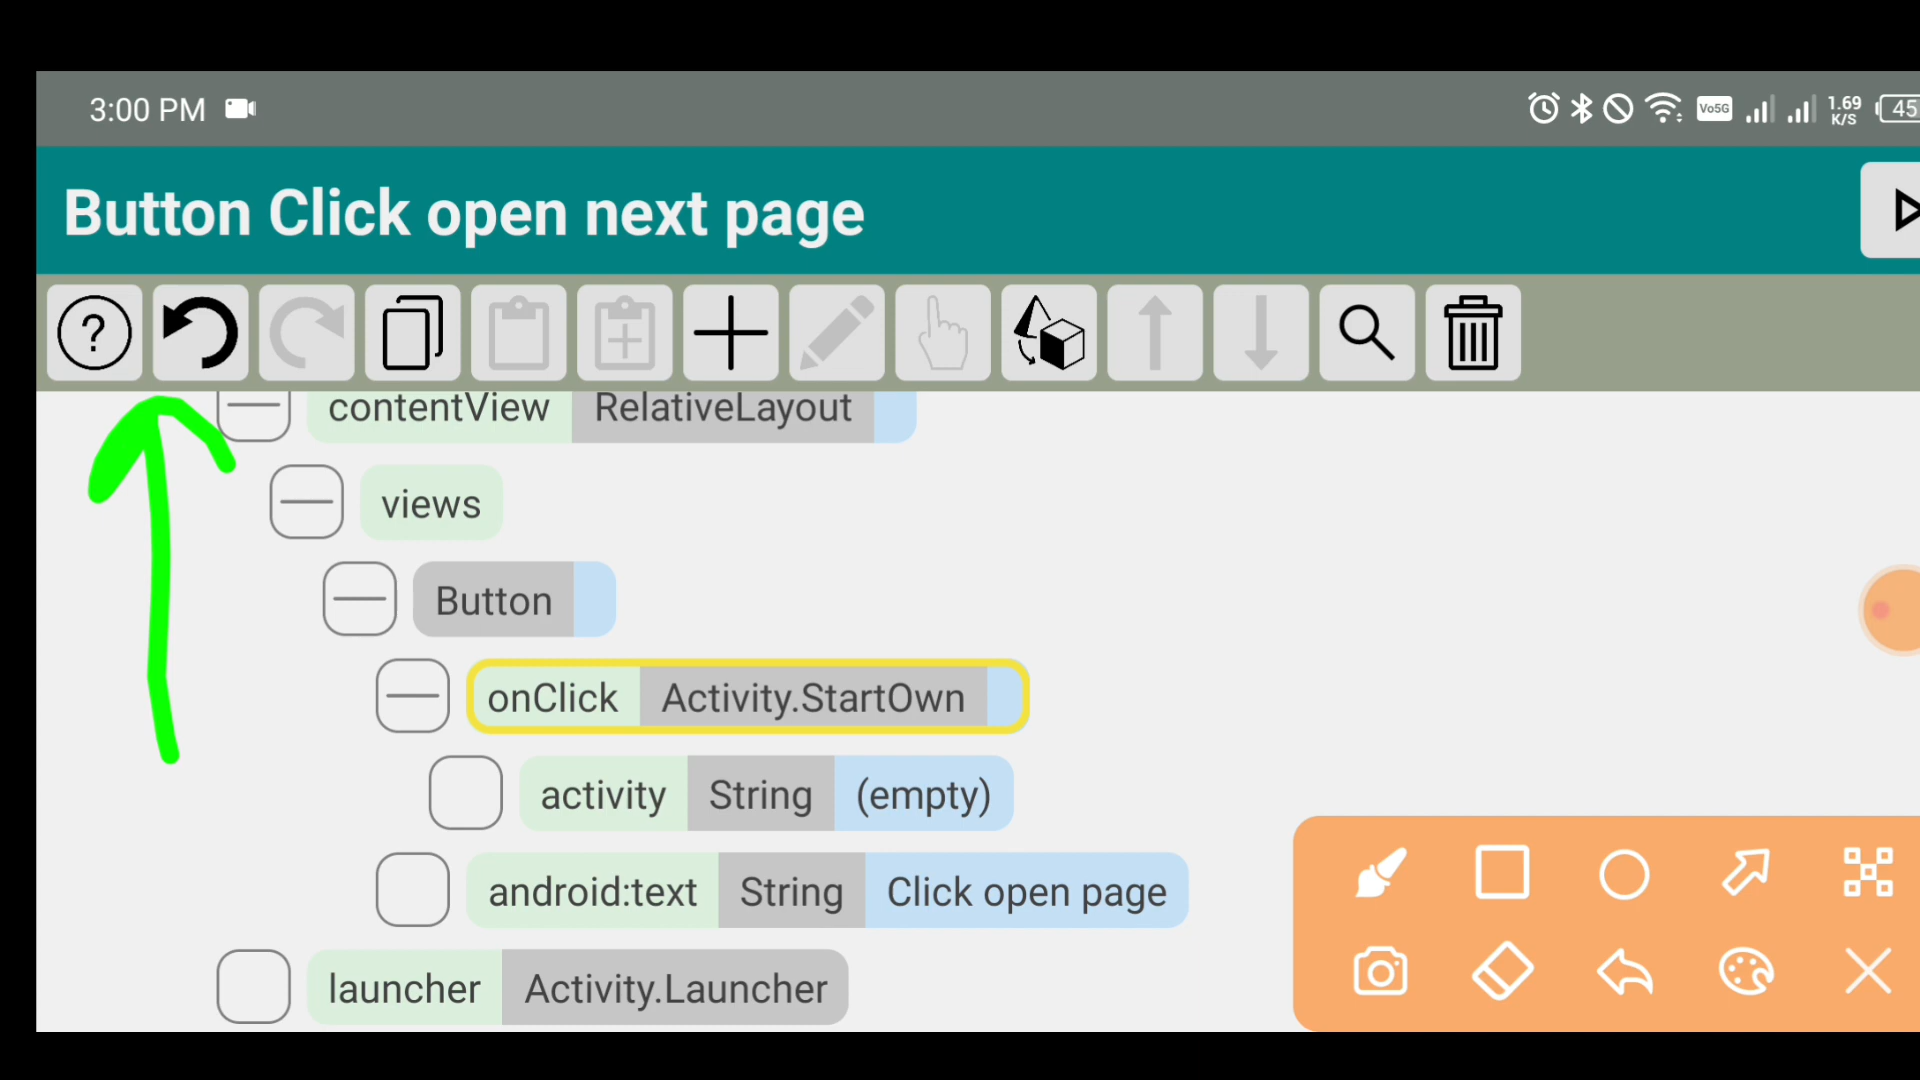 3:00 PM Vo5G 1.69 K/S 45
Button Click open next page
?
contentView RelativeLayout
views
Button
onClick Activity.StartOwn
activity String (empty)
android:text String Click open page
launcher Activity.Launcher